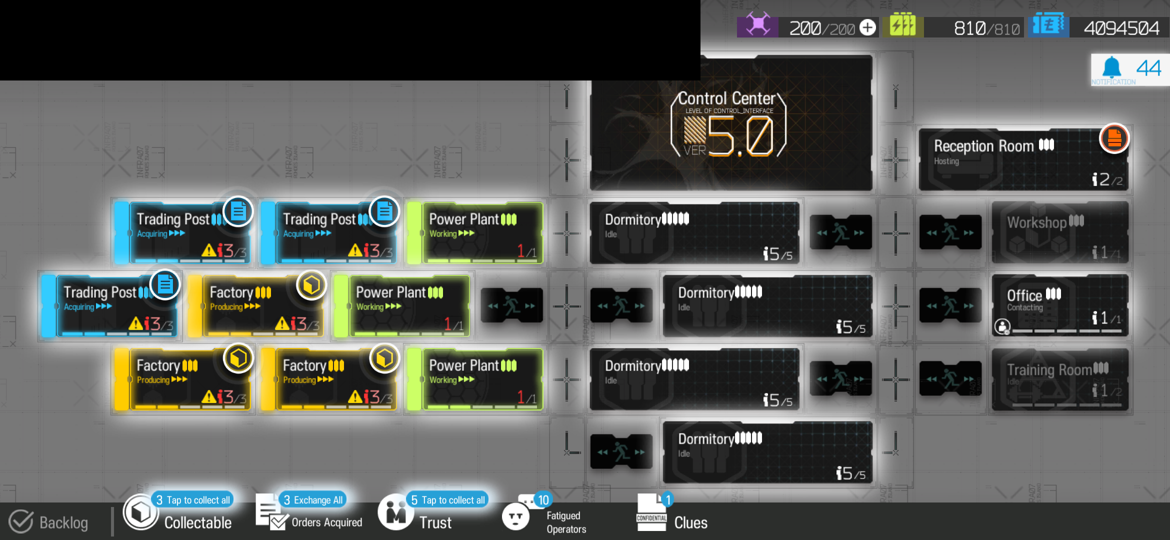 200/200
810/810
4094504
44
NOTIFICATION
Control Center
LEVEL OF CONTROL_INTERFACE
VER 5.0
Reception Room
Hosting
2/2
Trading Post
Acquiring
3/3
Trading Post
Acquiring
3/3
Power Plant
Working
1/1
Dormitory
Idle
5/5
Workshop
1/1
Trading Post
Acquiring
3/3
Factory
Producing
3/3
Power Plant
Working
1/1
Dormitory
Idle
5/5
Office
Contacting
1/1
Factory
Producing
3/3
Factory
Producing
3/3
Power Plant
Working
1/1
Dormitory
Idle
5/5
Training Room
Idle
1/2
Dormitory
Idle
5/5
Backlog
3 Tap to collect all
Collectable
3 Exchange All
Orders Acquired
5 Tap to collect all
Trust
10
Fatigued
Operators
1
CONFIDENTIAL
Clues